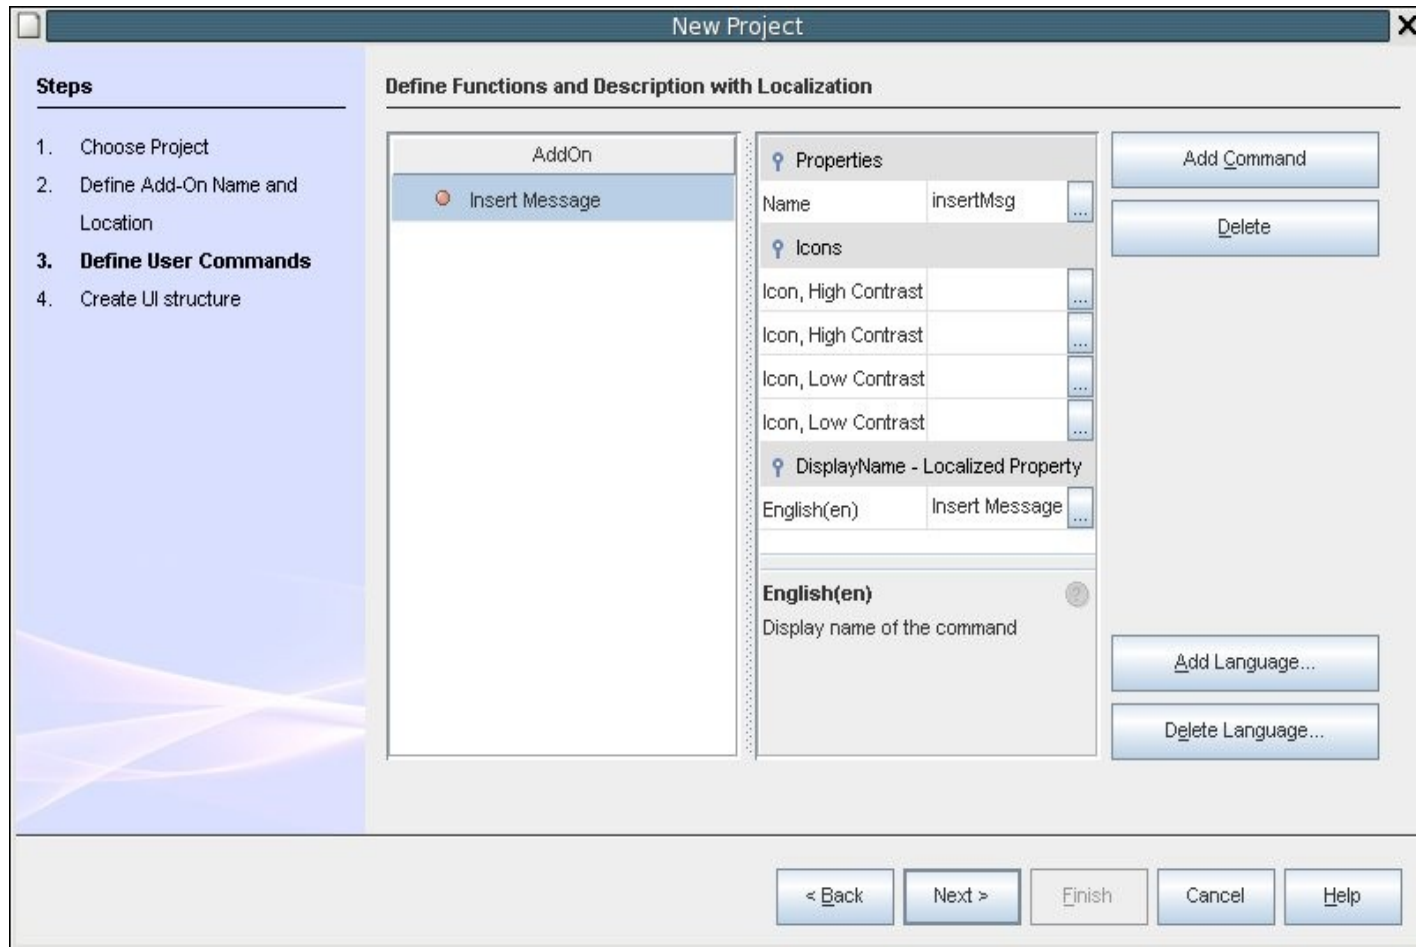 New Project
Steps
1. Choose Project
2. Define Add-On Name and
Location
3. Define User Commands
4. Create UI structure
Define Functions and Description with Localization
AddOn
Insert Message
Properties
Name insertMsg ...
Icons
Icon, High Contrast ...
Icon, High Contrast ...
Icon, Low Contrast ...
Icon, Low Contrast ...
DisplayName - Localized Property
English(en) Insert Message ...
English(en) ?
Display name of the command
Add Command
Delete
Add Language...
Delete Language...
< Back Next > Finish Cancel Help